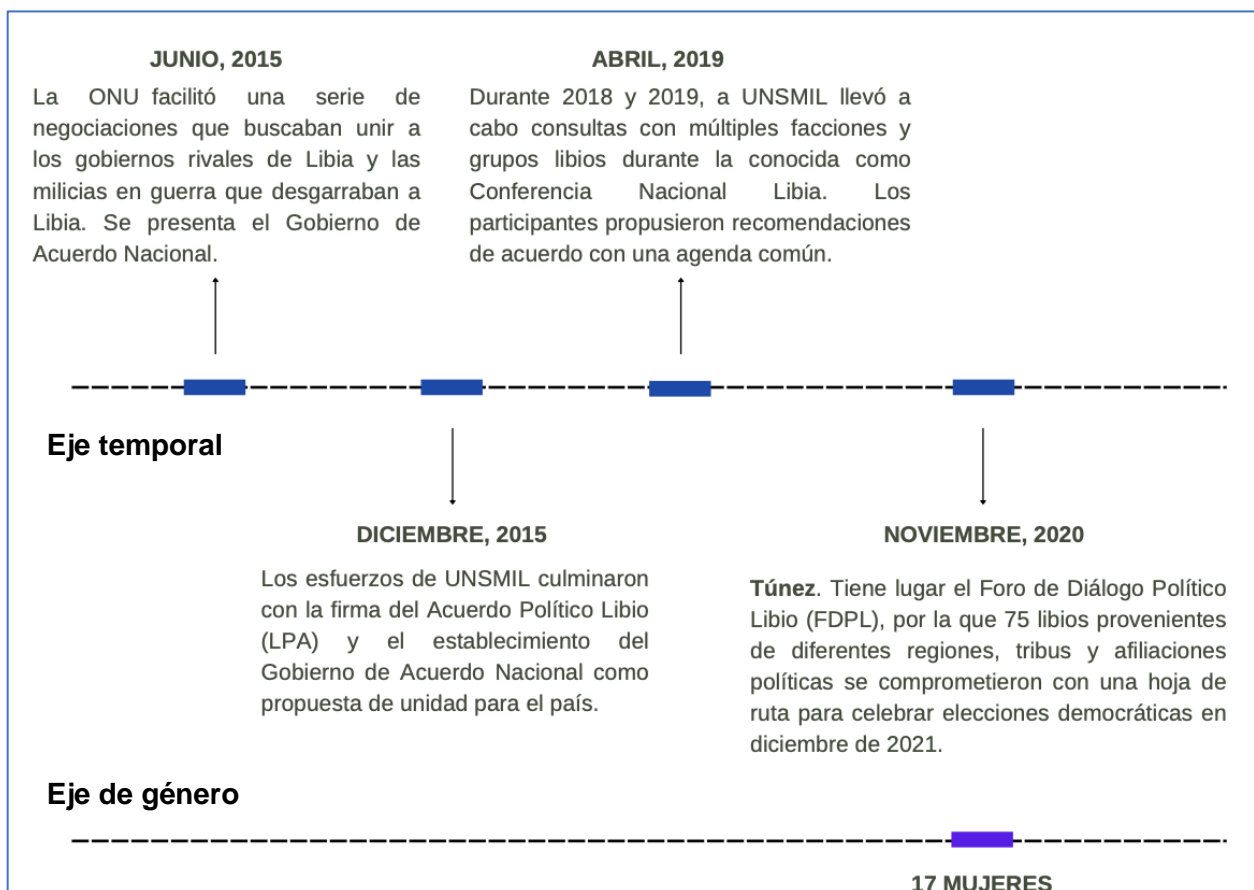 JUNIO, 2015
La ONU facilitó una serie de
negociaciones que buscaban unir a
los gobiernos rivales de Libia y las
milicias en guerra que desgarraban a
Libia. Se presenta el Gobierno de
Acuerdo Nacional.
ABRIL, 2019
Durante 2018 y 2019, a UNSMIL llevó a
cabo consultas con múltiples facciones y
grupos libios durante la conocida como
Conferencia Nacional Libia. Los
participantes propusieron recomendaciones
de acuerdo con una agenda común.
Eje temporal
DICIEMBRE, 2015
Los esfuerzos de UNSMIL culminaron
con la firma del Acuerdo Político Libio
(LPA) y el establecimiento del
Gobierno de Acuerdo Nacional como
propuesta de unidad para el país.
NOVIEMBRE, 2020
Túnez. Tiene lugar el Foro de Diálogo Político
Libio (FDPL), por la que 75 libios provenientes
de diferentes regiones, tribus y afiliaciones
políticas se comprometieron con una hoja de
ruta para celebrar elecciones democráticas en
diciembre de 2021.
Eje de género
17 MUJERES